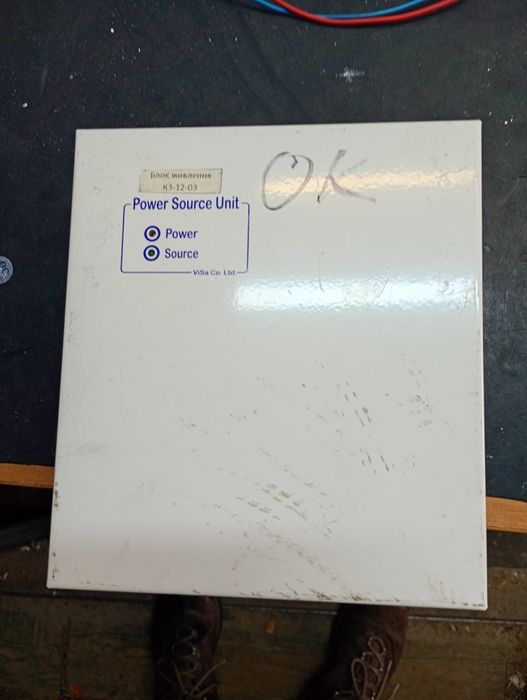 Блок живлення
КЗ-12-03
OK
Power Source Unit
Power
Source
ViSa Co. Ltd.